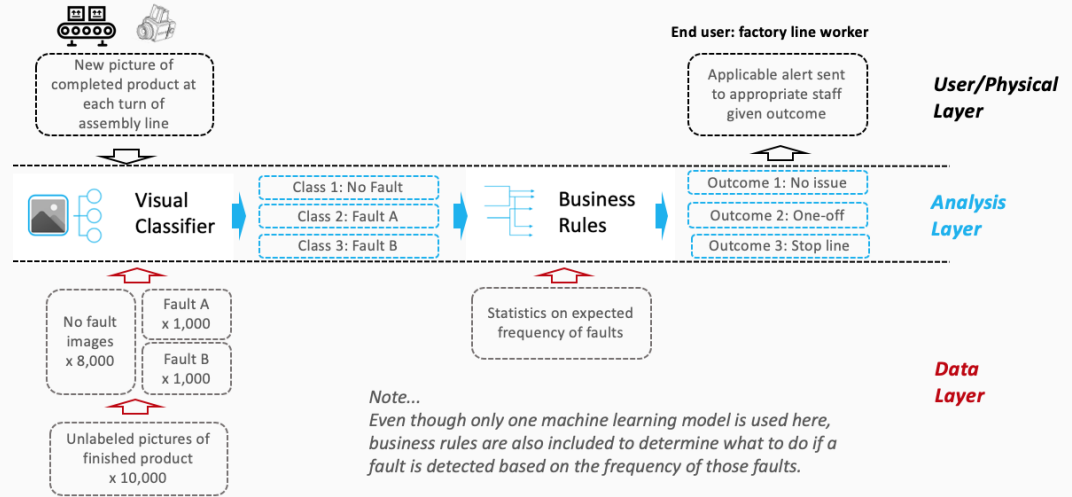 End user: factory line worker
New picture of
completed product at
each turn of
assembly line
Applicable alert sent
to appropriate staff
given outcome
User/Physical
Layer
Visual
Classifier
Class 1: No Fault
Class 2: Fault A
Class 3: Fault B
Business
Rules
Outcome 1: No issue
Outcome 2: One-off
Outcome 3: Stop line
Analysis
Layer
No fault
images
x 8,000
Fault A
x 1,000
Fault B
x 1,000
Statistics on expected
frequency of faults
Data
Layer
Unlabeled pictures of
finished product
x 10,000
Note...
Even though only one machine learning model is used here,
business rules are also included to determine what to do if a
fault is detected based on the frequency of those faults.